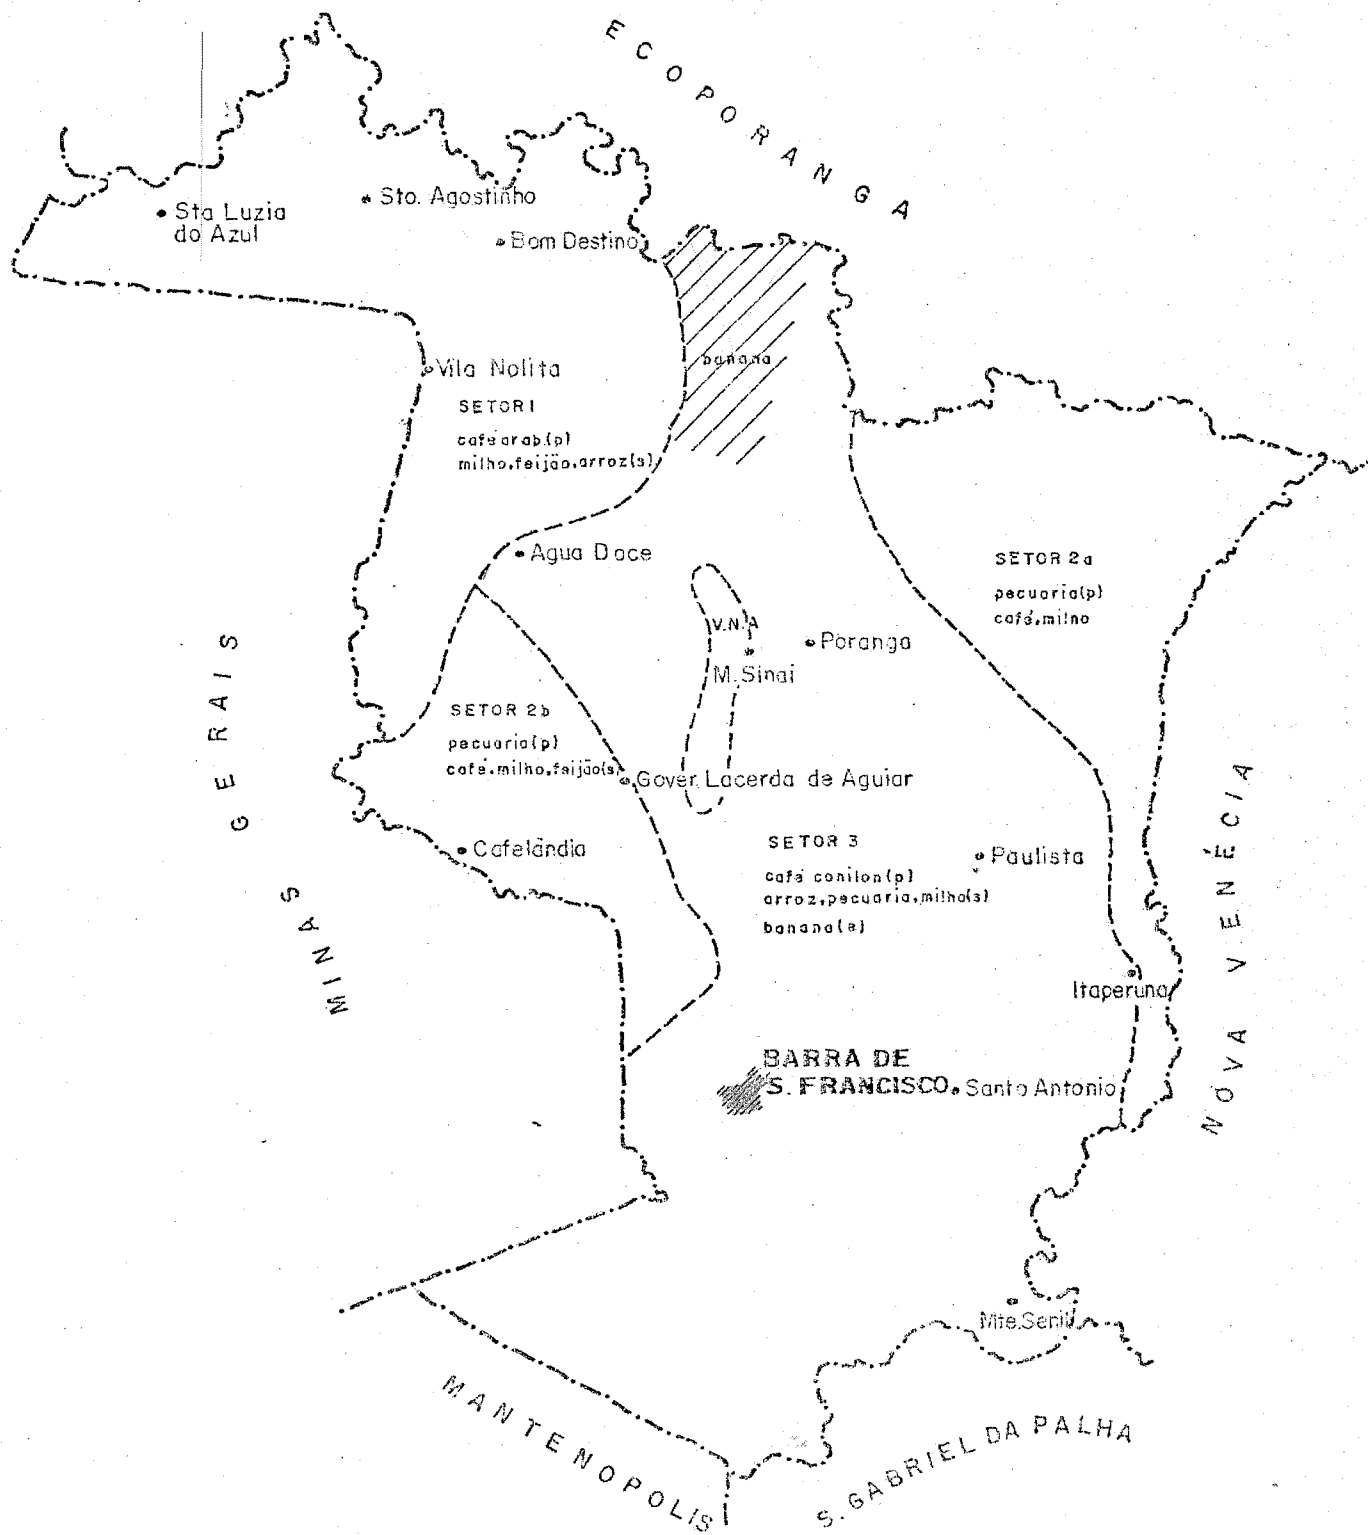 ECOPORANGA
Sto. Agostinho
Sta Luzia
do Azul
Bom Destino
banana
Vila Nolita
SETOR 1
café arab.(p)
milho,feijão,arroz(s)
Agua Doce
SETOR 2a
pecuaria(p)
café,milho
V.N.A
Poranga
M. Sinai
SETOR 2b
pecuaria(p)
café,milho,feijão(s)
Gover. Lacerda de Aguiar
MINAS GERAIS
NOVA VENÉCIA
Cafelândia
SETOR 3
café conilon(p)
arroz,pecuaria,milho(s)
banana(e)
Paulista
Itaperuna
BARRA DE
S. FRANCISCO
Santo Antonio
MANTENOPOLIS
S. GABRIEL DA PALHA